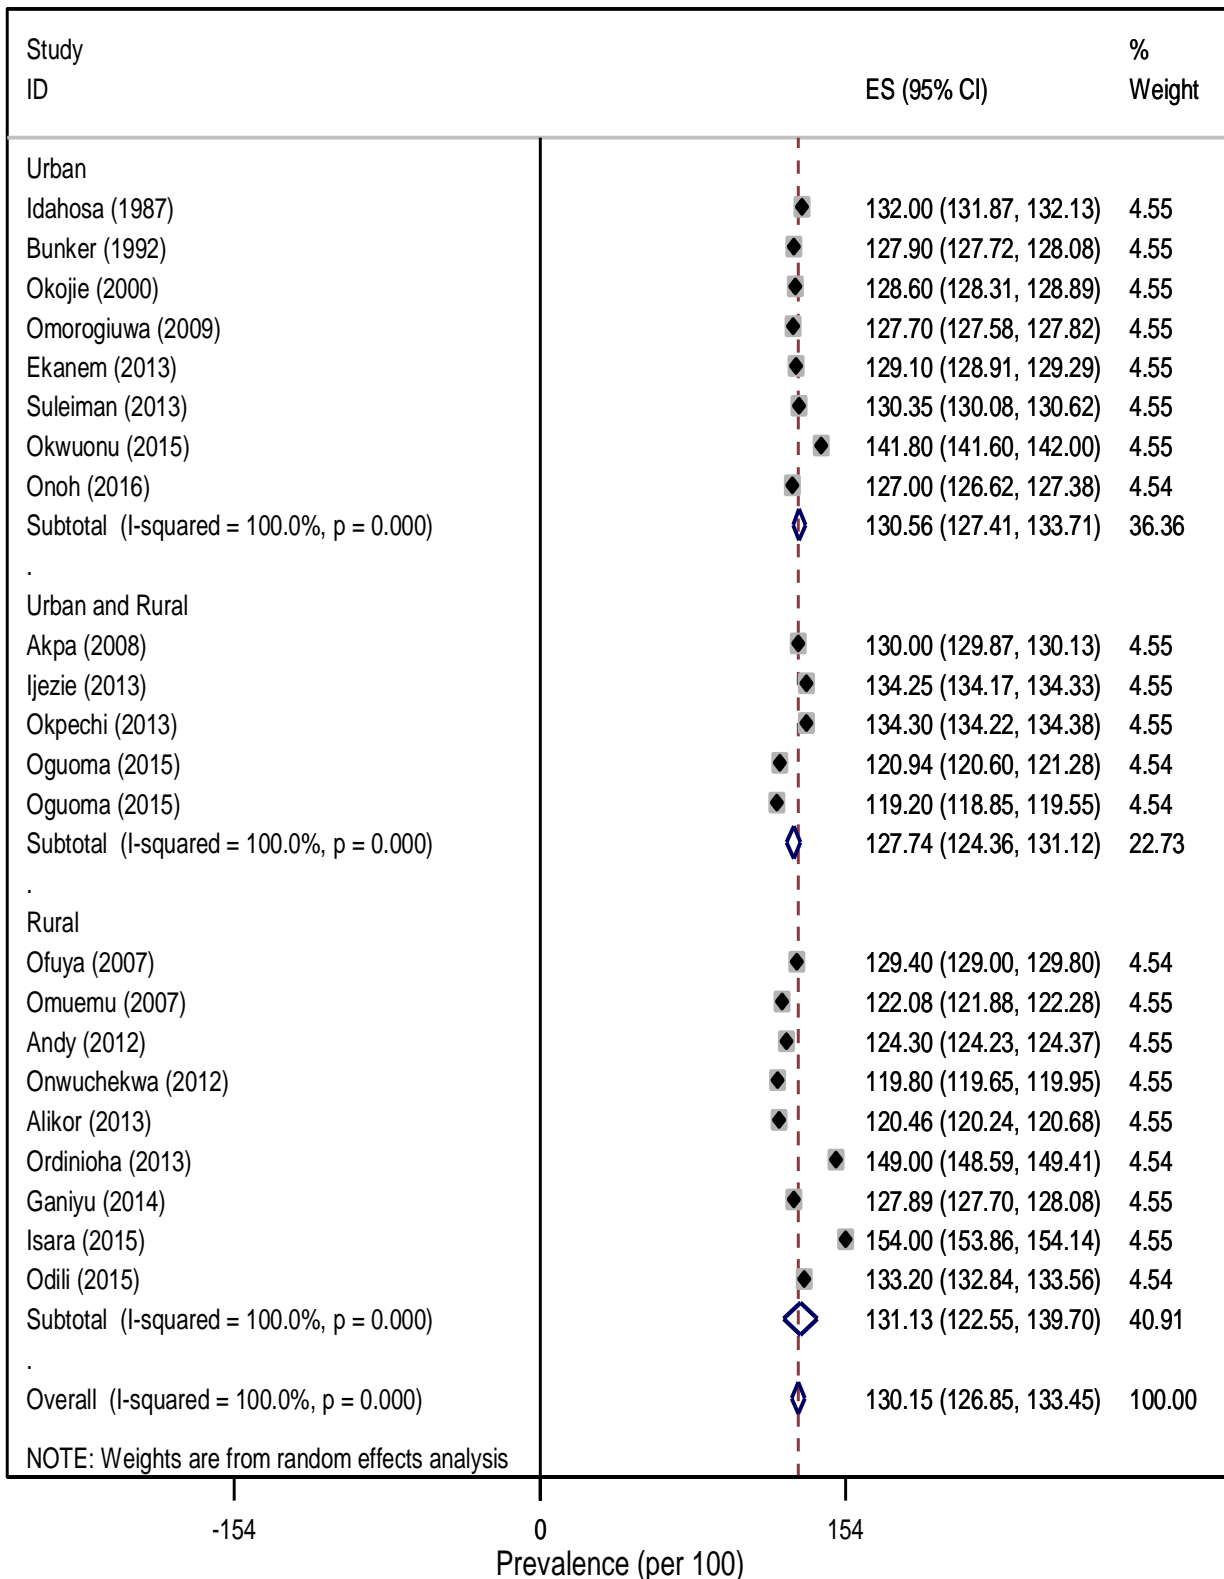 Study %
ID ES (95% CI) Weight
Urban
Idahosa (1987) 132.00 (131.87, 132.13) 4.55
Bunker (1992) 127.90 (127.72, 128.08) 4.55
Okojie (2000) 128.60 (128.31, 128.89) 4.55
Omorogiuwa (2009) 127.70 (127.58, 127.82) 4.55
Ekanem (2013) 129.10 (128.91, 129.29) 4.55
Suleiman (2013) 130.35 (130.08, 130.62) 4.55
Okwuonu (2015) 141.80 (141.60, 142.00) 4.55
Onoh (2016) 127.00 (126.62, 127.38) 4.54
Subtotal (I-squared = 100.0%, p = 0.000) 130.56 (127.41, 133.71) 36.36
.
Urban and Rural
Akpa (2008) 130.00 (129.87, 130.13) 4.55
Ijezie (2013) 134.25 (134.17, 134.33) 4.55
Okpechi (2013) 134.30 (134.22, 134.38) 4.55
Oguoma (2015) 120.94 (120.60, 121.28) 4.54
Oguoma (2015) 119.20 (118.85, 119.55) 4.54
Subtotal (I-squared = 100.0%, p = 0.000) 127.74 (124.36, 131.12) 22.73
.
Rural
Ofuya (2007) 129.40 (129.00, 129.80) 4.54
Omuemu (2007) 122.08 (121.88, 122.28) 4.55
Andy (2012) 124.30 (124.23, 124.37) 4.55
Onwuchekwa (2012) 119.80 (119.65, 119.95) 4.55
Alikor (2013) 120.46 (120.24, 120.68) 4.55
Ordinioha (2013) 149.00 (148.59, 149.41) 4.54
Ganiyu (2014) 127.89 (127.70, 128.08) 4.55
Isara (2015) 154.00 (153.86, 154.14) 4.55
Odili (2015) 133.20 (132.84, 133.56) 4.54
Subtotal (I-squared = 100.0%, p = 0.000) 131.13 (122.55, 139.70) 40.91
.
Overall (I-squared = 100.0%, p = 0.000) 130.15 (126.85, 133.45) 100.00
NOTE: Weights are from random effects analysis
-154 0 154
Prevalence (per 100)